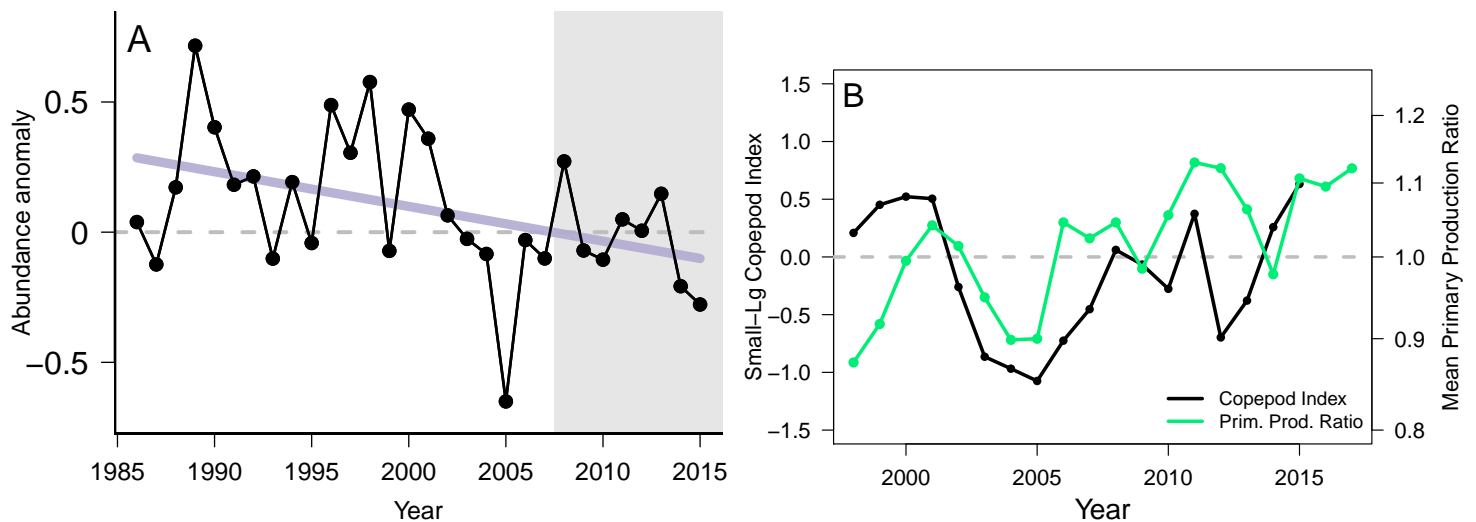 A
Abundance anomaly
0.5
0
−0.5
1985 1990 1995 2000 2005 2010 2015
Year
B
Small−Lg Copepod Index
1.5
1.0
0.5
0.0
−0.5
−1.0
−1.5
Mean Primary Production Ratio
1.2
1.1
1.0
0.9
0.8
Copepod Index
Prim. Prod. Ratio
2000 2005 2010 2015
Year